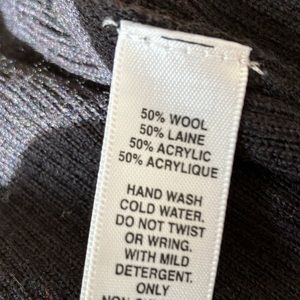 50% WOOL
50% LAINE
50% ACRYLIC
50% ACRYLIQUE
HAND WASH
COLD WATER.
DO NOT TWIST
OR WRING.
WITH MILD
DETERGENT.
ONLY